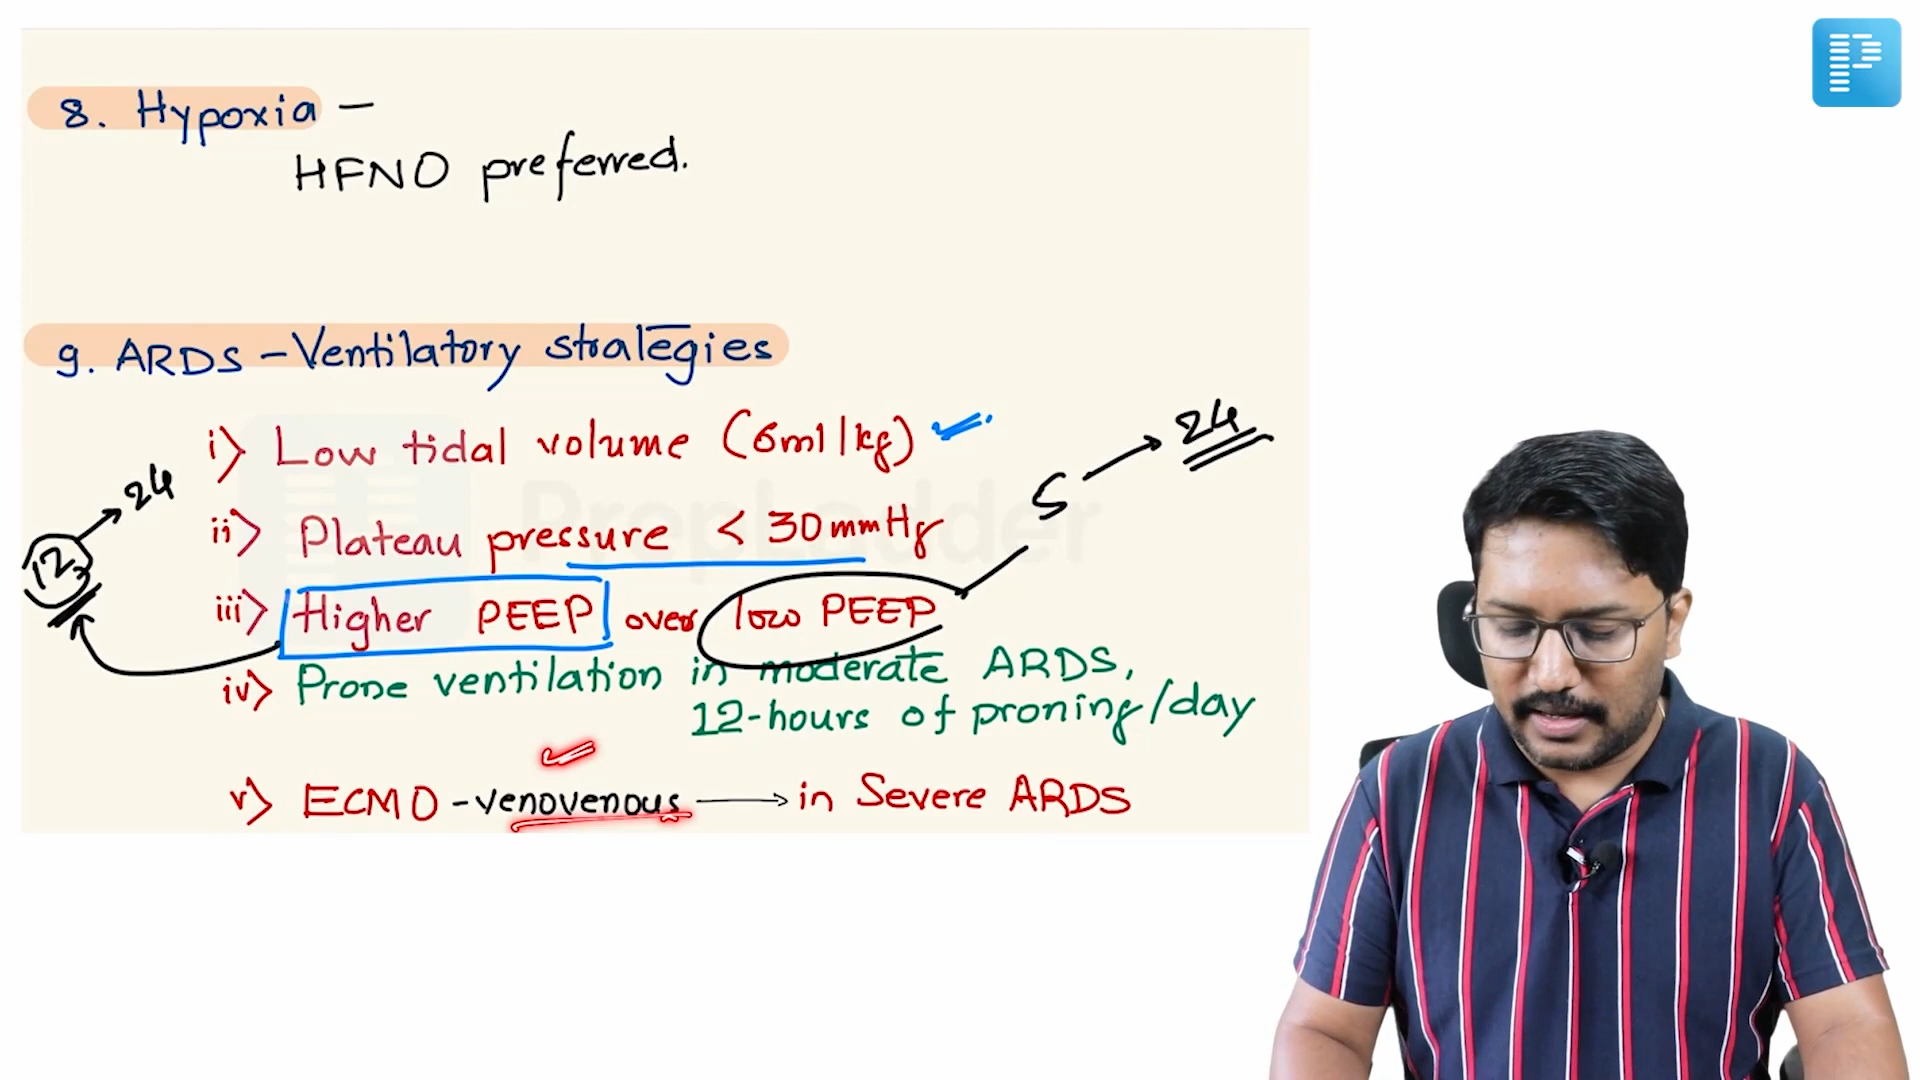 8. Hypoxia –
HFNO preferred.
9. ARDS – Ventilatory strategies
i) Low tidal volume (6ml/kg)
24
24
ii) Plateau pressure < 30mmHg
5
12
iii) Higher PEEP over low PEEP
iv) Prone ventilation in moderate ARDS,
12-hours of proning/day
v) ECMO - venovenous → in Severe ARDS
PrepLadder
P